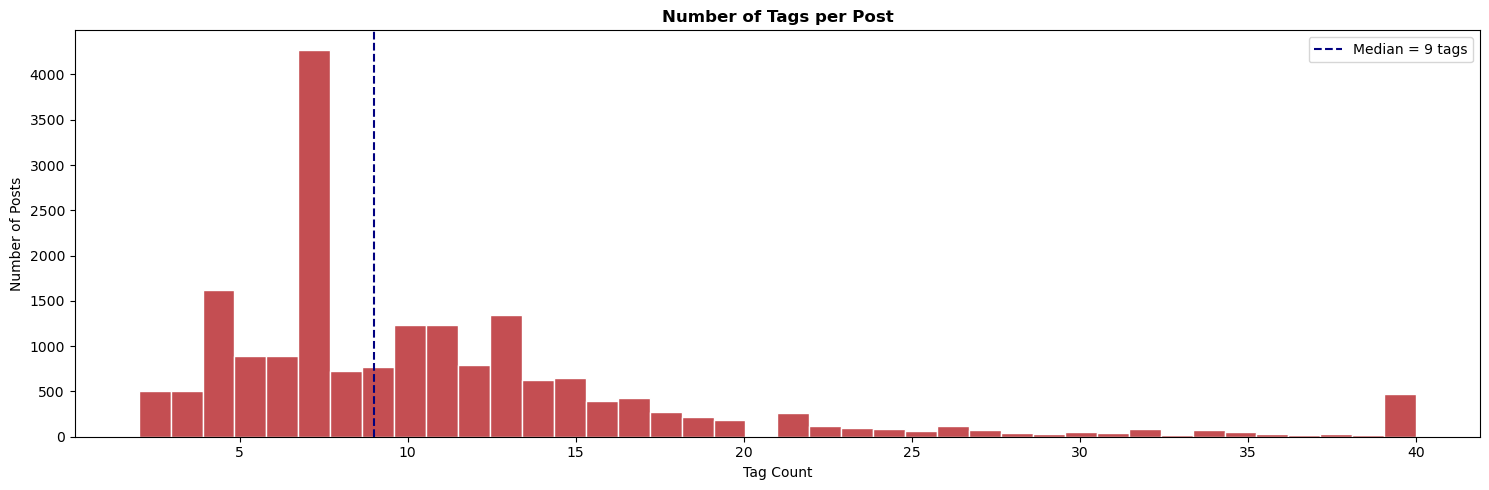 Number of Tags per Post
Median = 9 tags
Number of Posts
4000
3500
3000
2500
2000
1500
1000
500
0
5 10 15 20 25 30 35 40
Tag Count